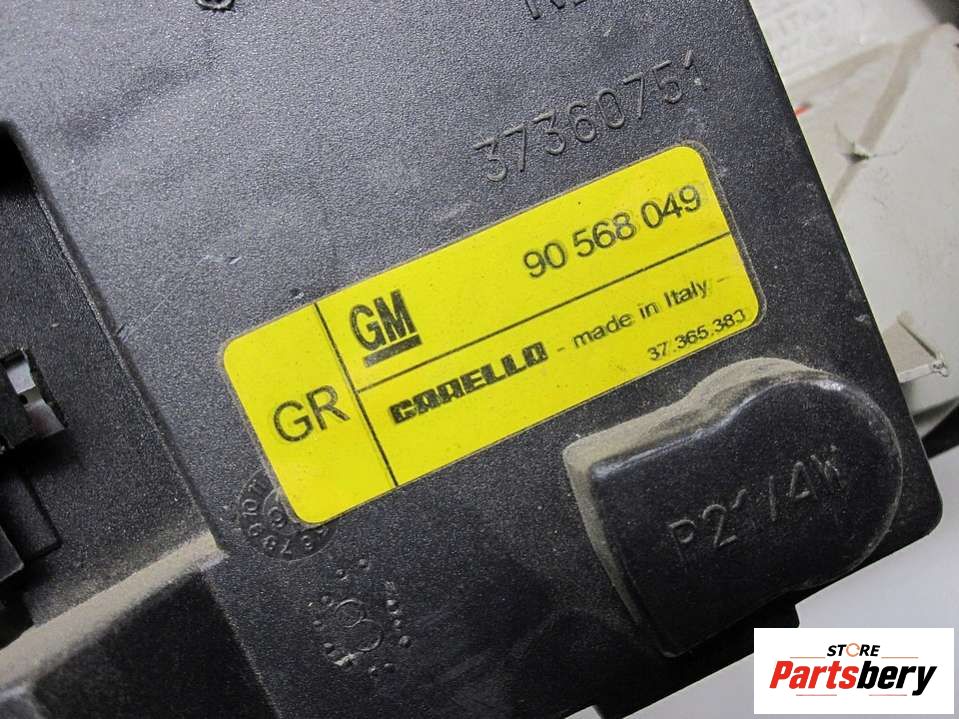 37360751
GM 90 568 049
GR CARELLO - made in Italy -
37.365.383
P21/4W
STORE
Partsbery